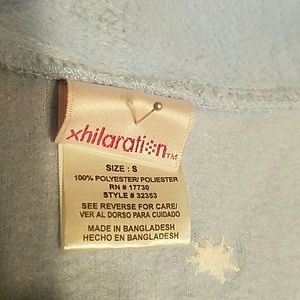 xhilaration™
SIZE : S
100% POLYESTER/ POLIESTER
RN # 17730
STYLE # 32353
SEE REVERSE FOR CARE/
VER AL DORSO PARA CUIDADO
MADE IN BANGLADESH
HECHO EN BANGLADESH